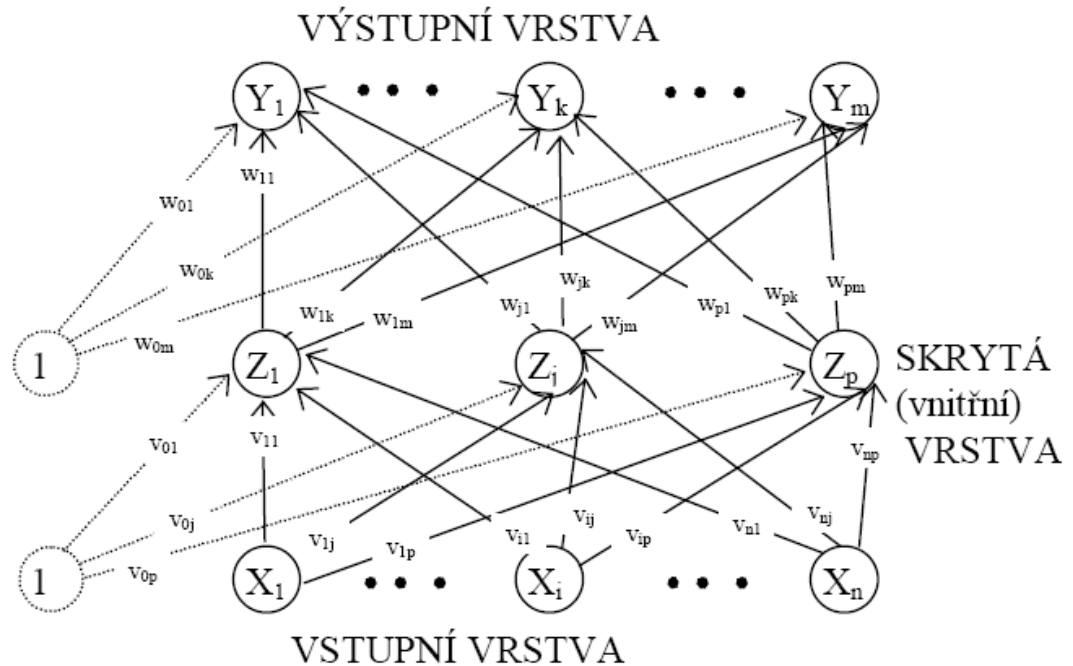 VÝSTUPNÍ VRSTVA
Y₁ • • • Yₖ • • • Yₘ
w₁₁
w₀₁
w₀ₖ
w₀ₘ
w₁ₖ
w₁ₘ
wⱼ₁
wⱼₖ
wⱼₘ
wₚ₁
wₚₖ
wₚₘ
1 Z₁ Zⱼ Zₚ
SKRYTÁ
(vnitřní)
VRSTVA
v₀₁
v₁₁
v₀ⱼ
v₀ₚ
v₁ⱼ
v₁ₚ
vᵢ₁
vᵢⱼ
vᵢₚ
vₙ₁
vₙⱼ
vₙₚ
1 X₁ • • • Xᵢ • • • Xₙ
VSTUPNÍ VRSTVA